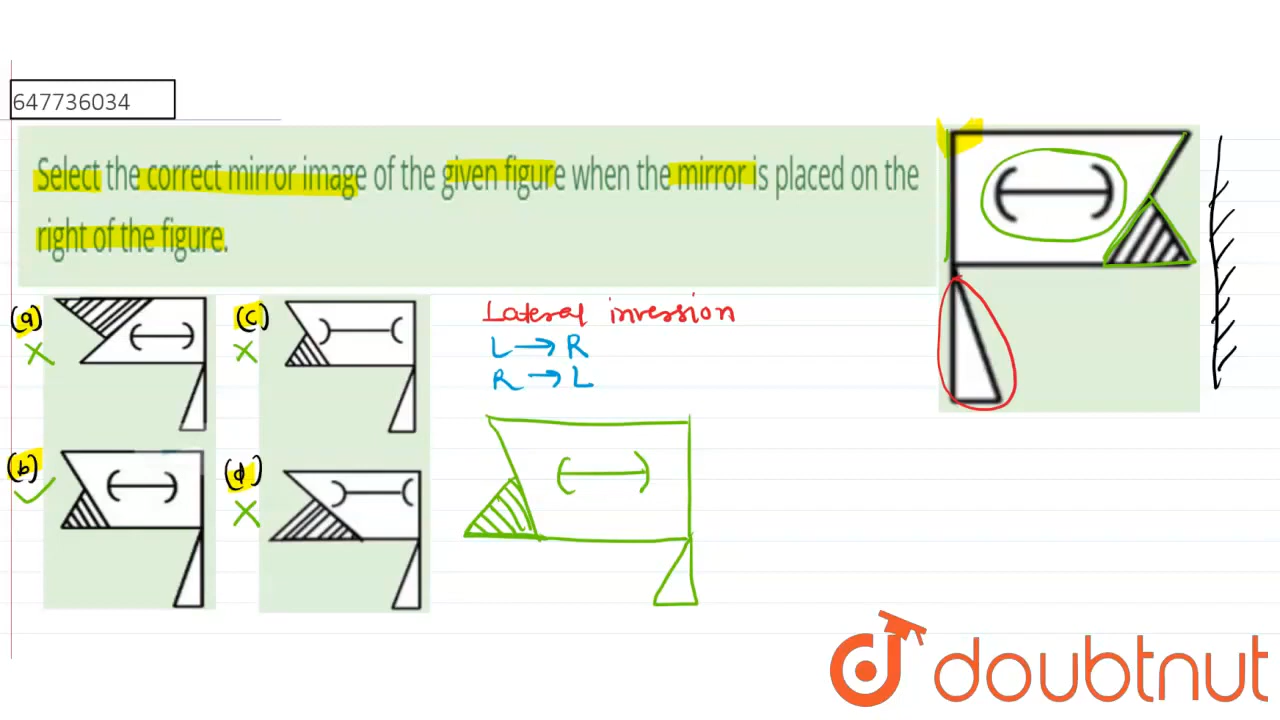 647736034
Select the correct mirror image of the given figure when the mirror is placed on the
right of the figure.
(a)
(c)
Lateral inversion
L → R
R → L
(b)
(d)
doubtnut